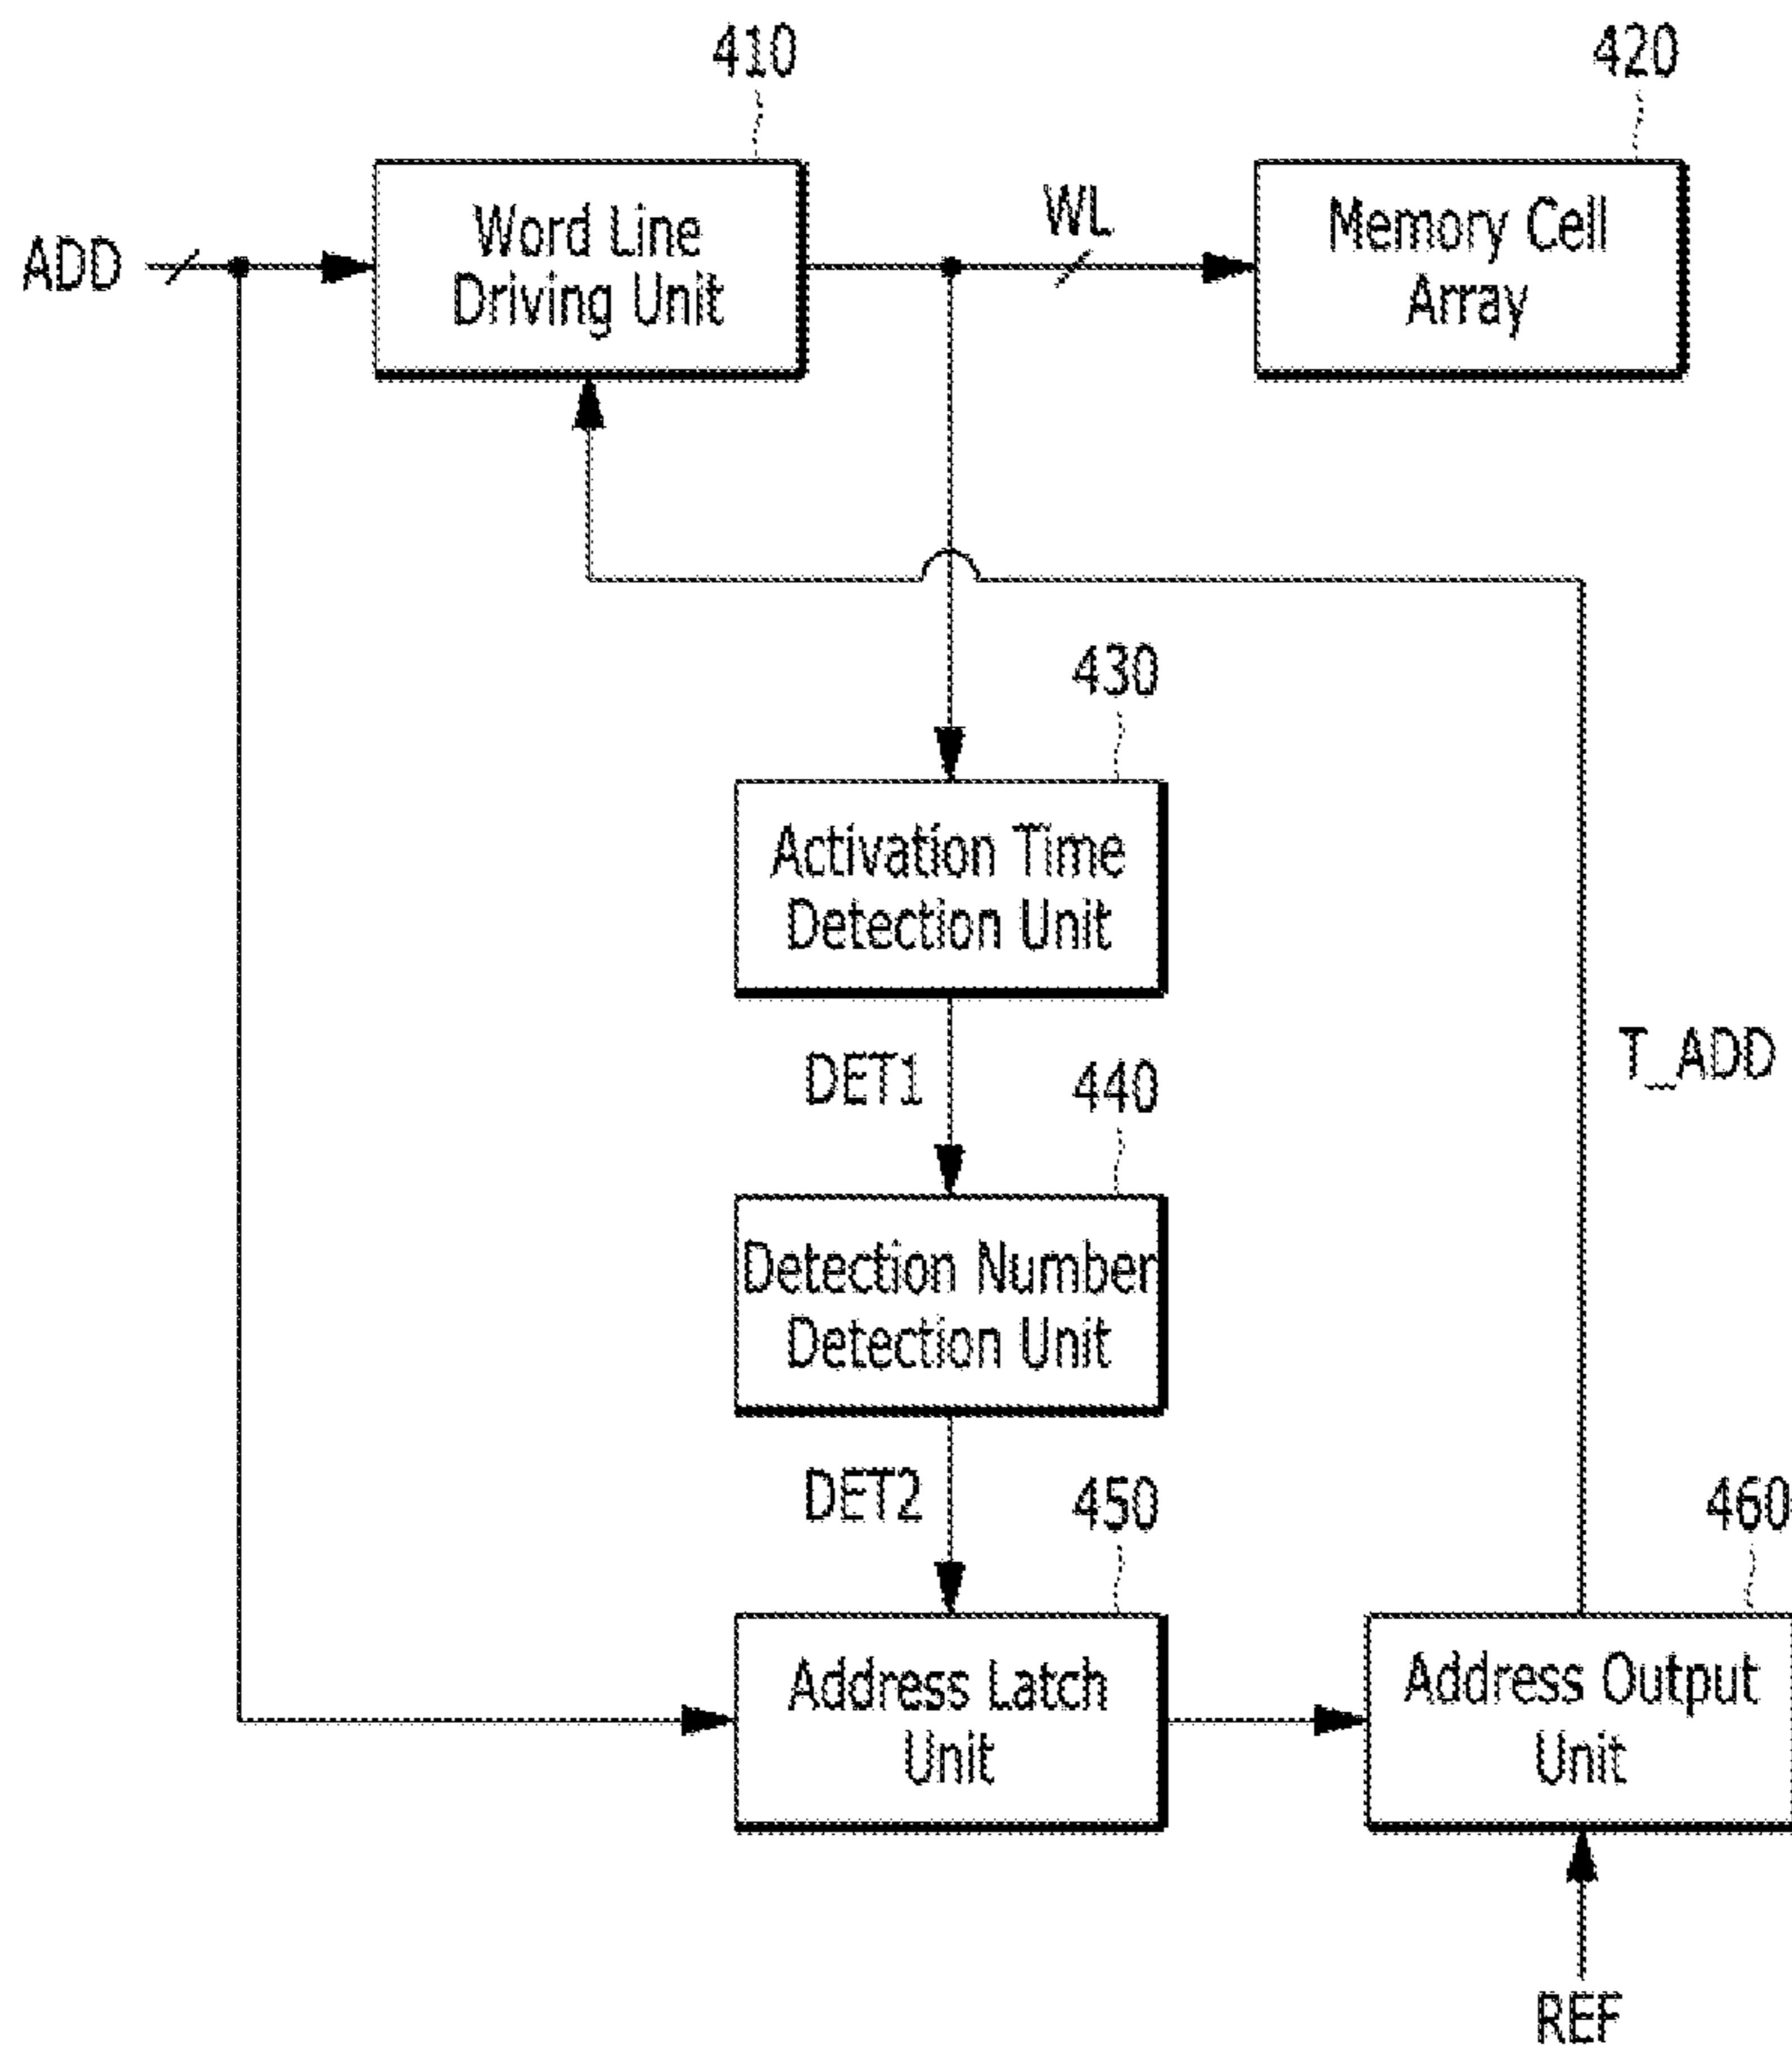 410
420
ADD
Word Line
Driving Unit
WL
Memory Cell
Array
430
Activation Time
Detection Unit
DET1
440
T_ADD
Detection Number
Detection Unit
DET2
450
460
Address Latch
Unit
Address Output
Unit
REF